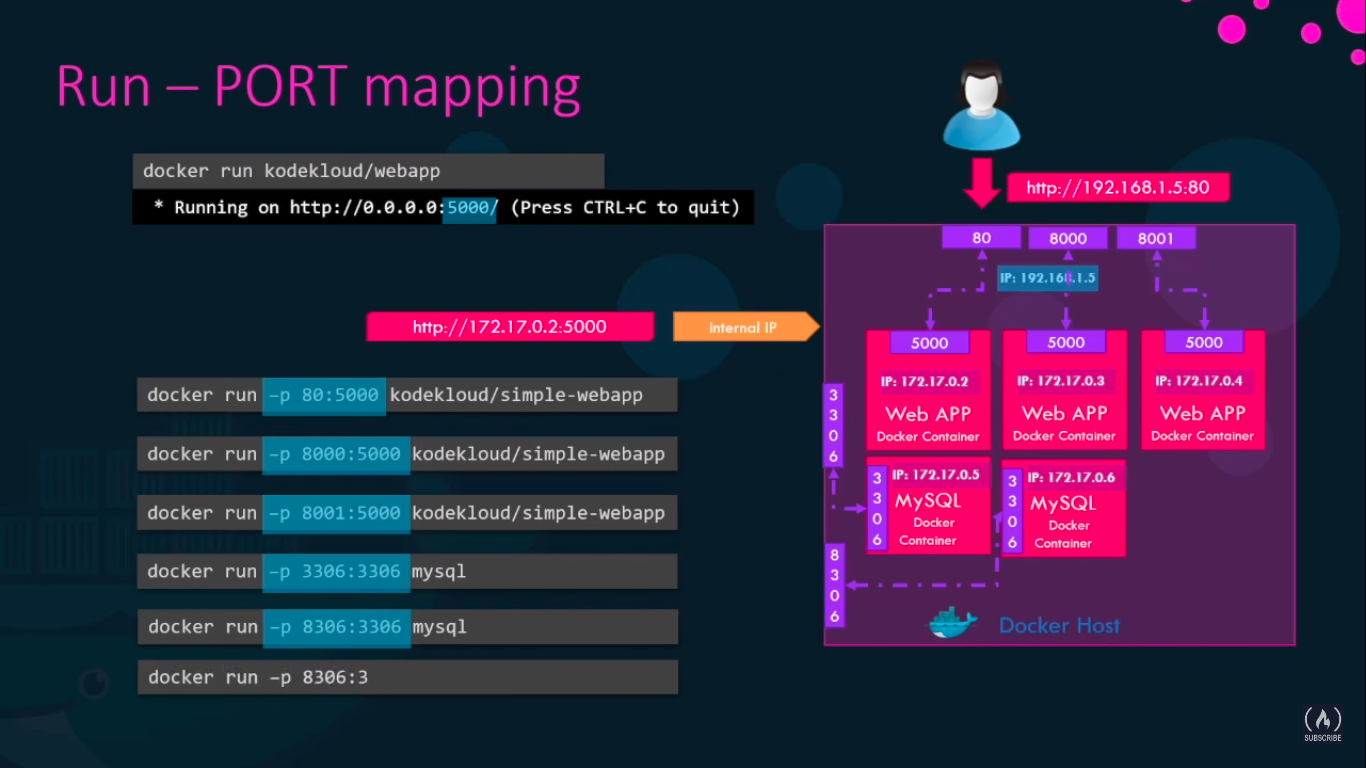 Run – PORT mapping
docker run kodekloud/webapp
* Running on http://0.0.0.0:5000/ (Press CTRL+C to quit)
http://172.17.0.2:5000
Internal IP
docker run –p 80:5000 kodekloud/simple-webapp
docker run –p 8000:5000 kodekloud/simple-webapp
docker run –p 8001:5000 kodekloud/simple-webapp
docker run –p 3306:3306 mysql
docker run –p 8306:3306 mysql
docker run –p 8306:3
http://192.168.1.5:80
80 8000 8001
IP: 192.168.1.5
5000 5000 5000
IP: 172.17.0.2 IP: 172.17.0.3 IP: 172.17.0.4
Web APP Web APP Web APP
Docker Container Docker Container Docker Container
3306
3306
IP: 172.17.0.5
MySQL
Docker
Container
3306
IP: 172.17.0.6
MySQL
Docker
Container
8306
Docker Host
SUBSCRIBE